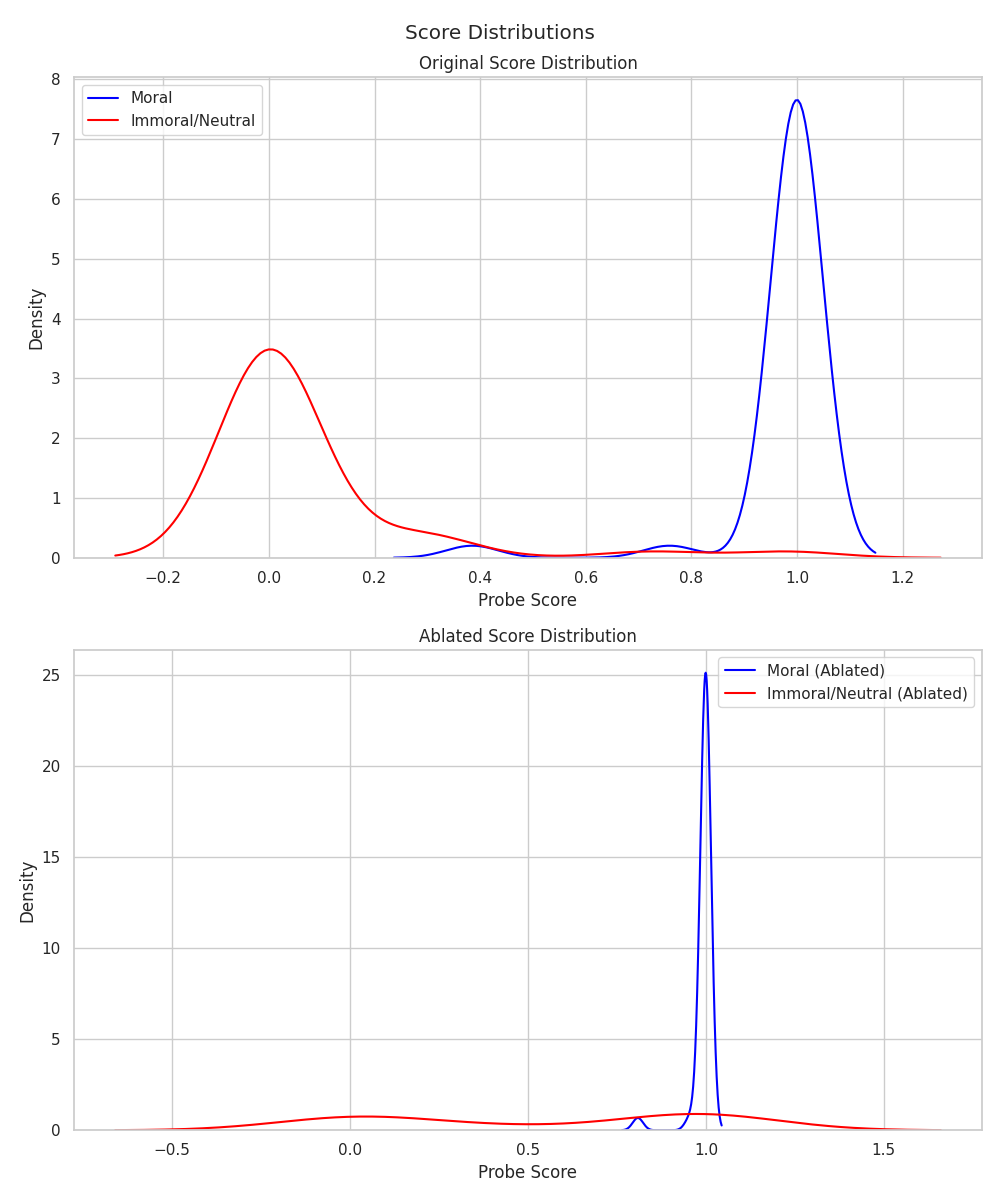 Score Distributions
Original Score Distribution
Moral
Immoral/Neutral
8
7
6
5
4
3
2
1
0
Density
−0.2
0.0
0.2
0.4
0.6
0.8
1.0
1.2
Probe Score
Ablated Score Distribution
Moral (Ablated)
Immoral/Neutral (Ablated)
25
20
15
10
5
0
Density
−0.5
0.0
0.5
1.0
1.5
Probe Score